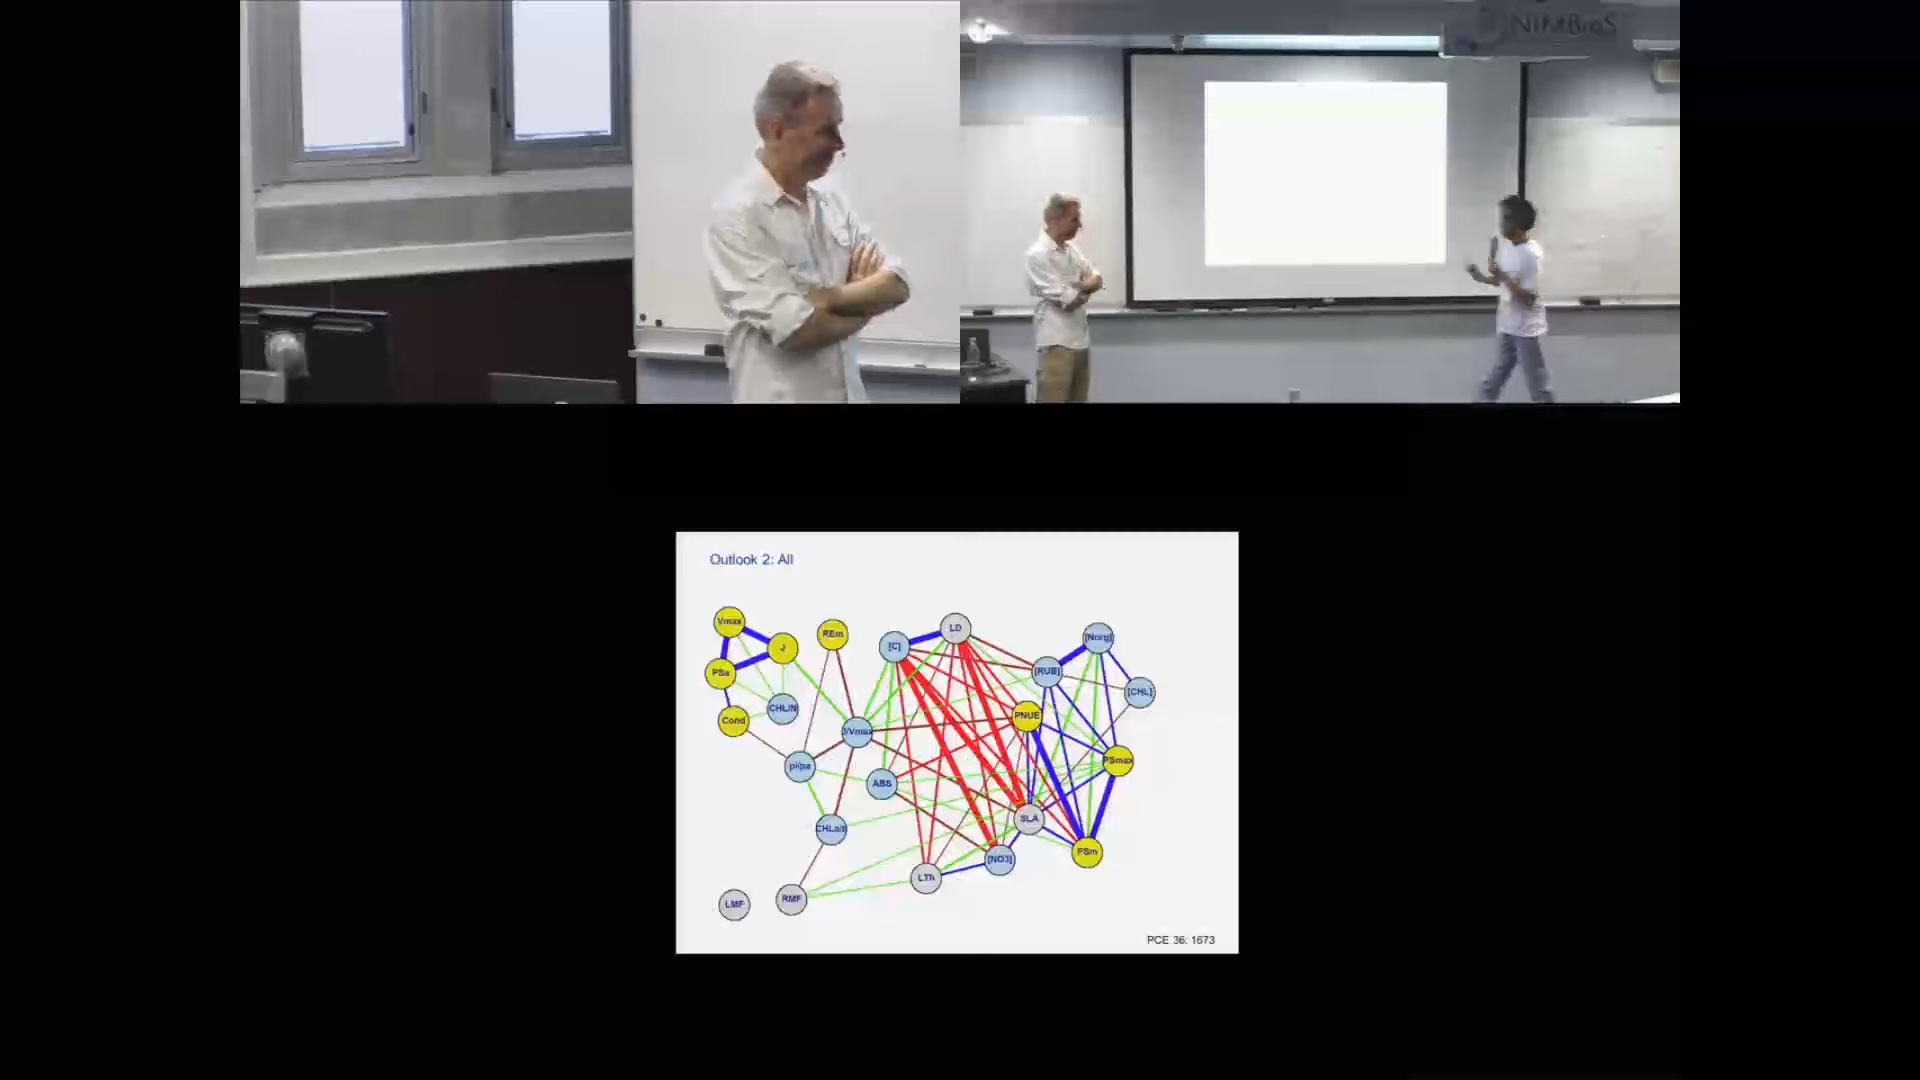 NIMBioS
Outlook 2: All
Vmax
J
PSa
Cond
CHL/N
REm
[C]
LD
[RUB]
[Norg]
[CHL]
PNUE
J/Vmax
pi/pa
ABS
PSmax
CHLa/b
SLA
[NO3]
PSm
LTh
RMF
LMF
PCE 36: 1673